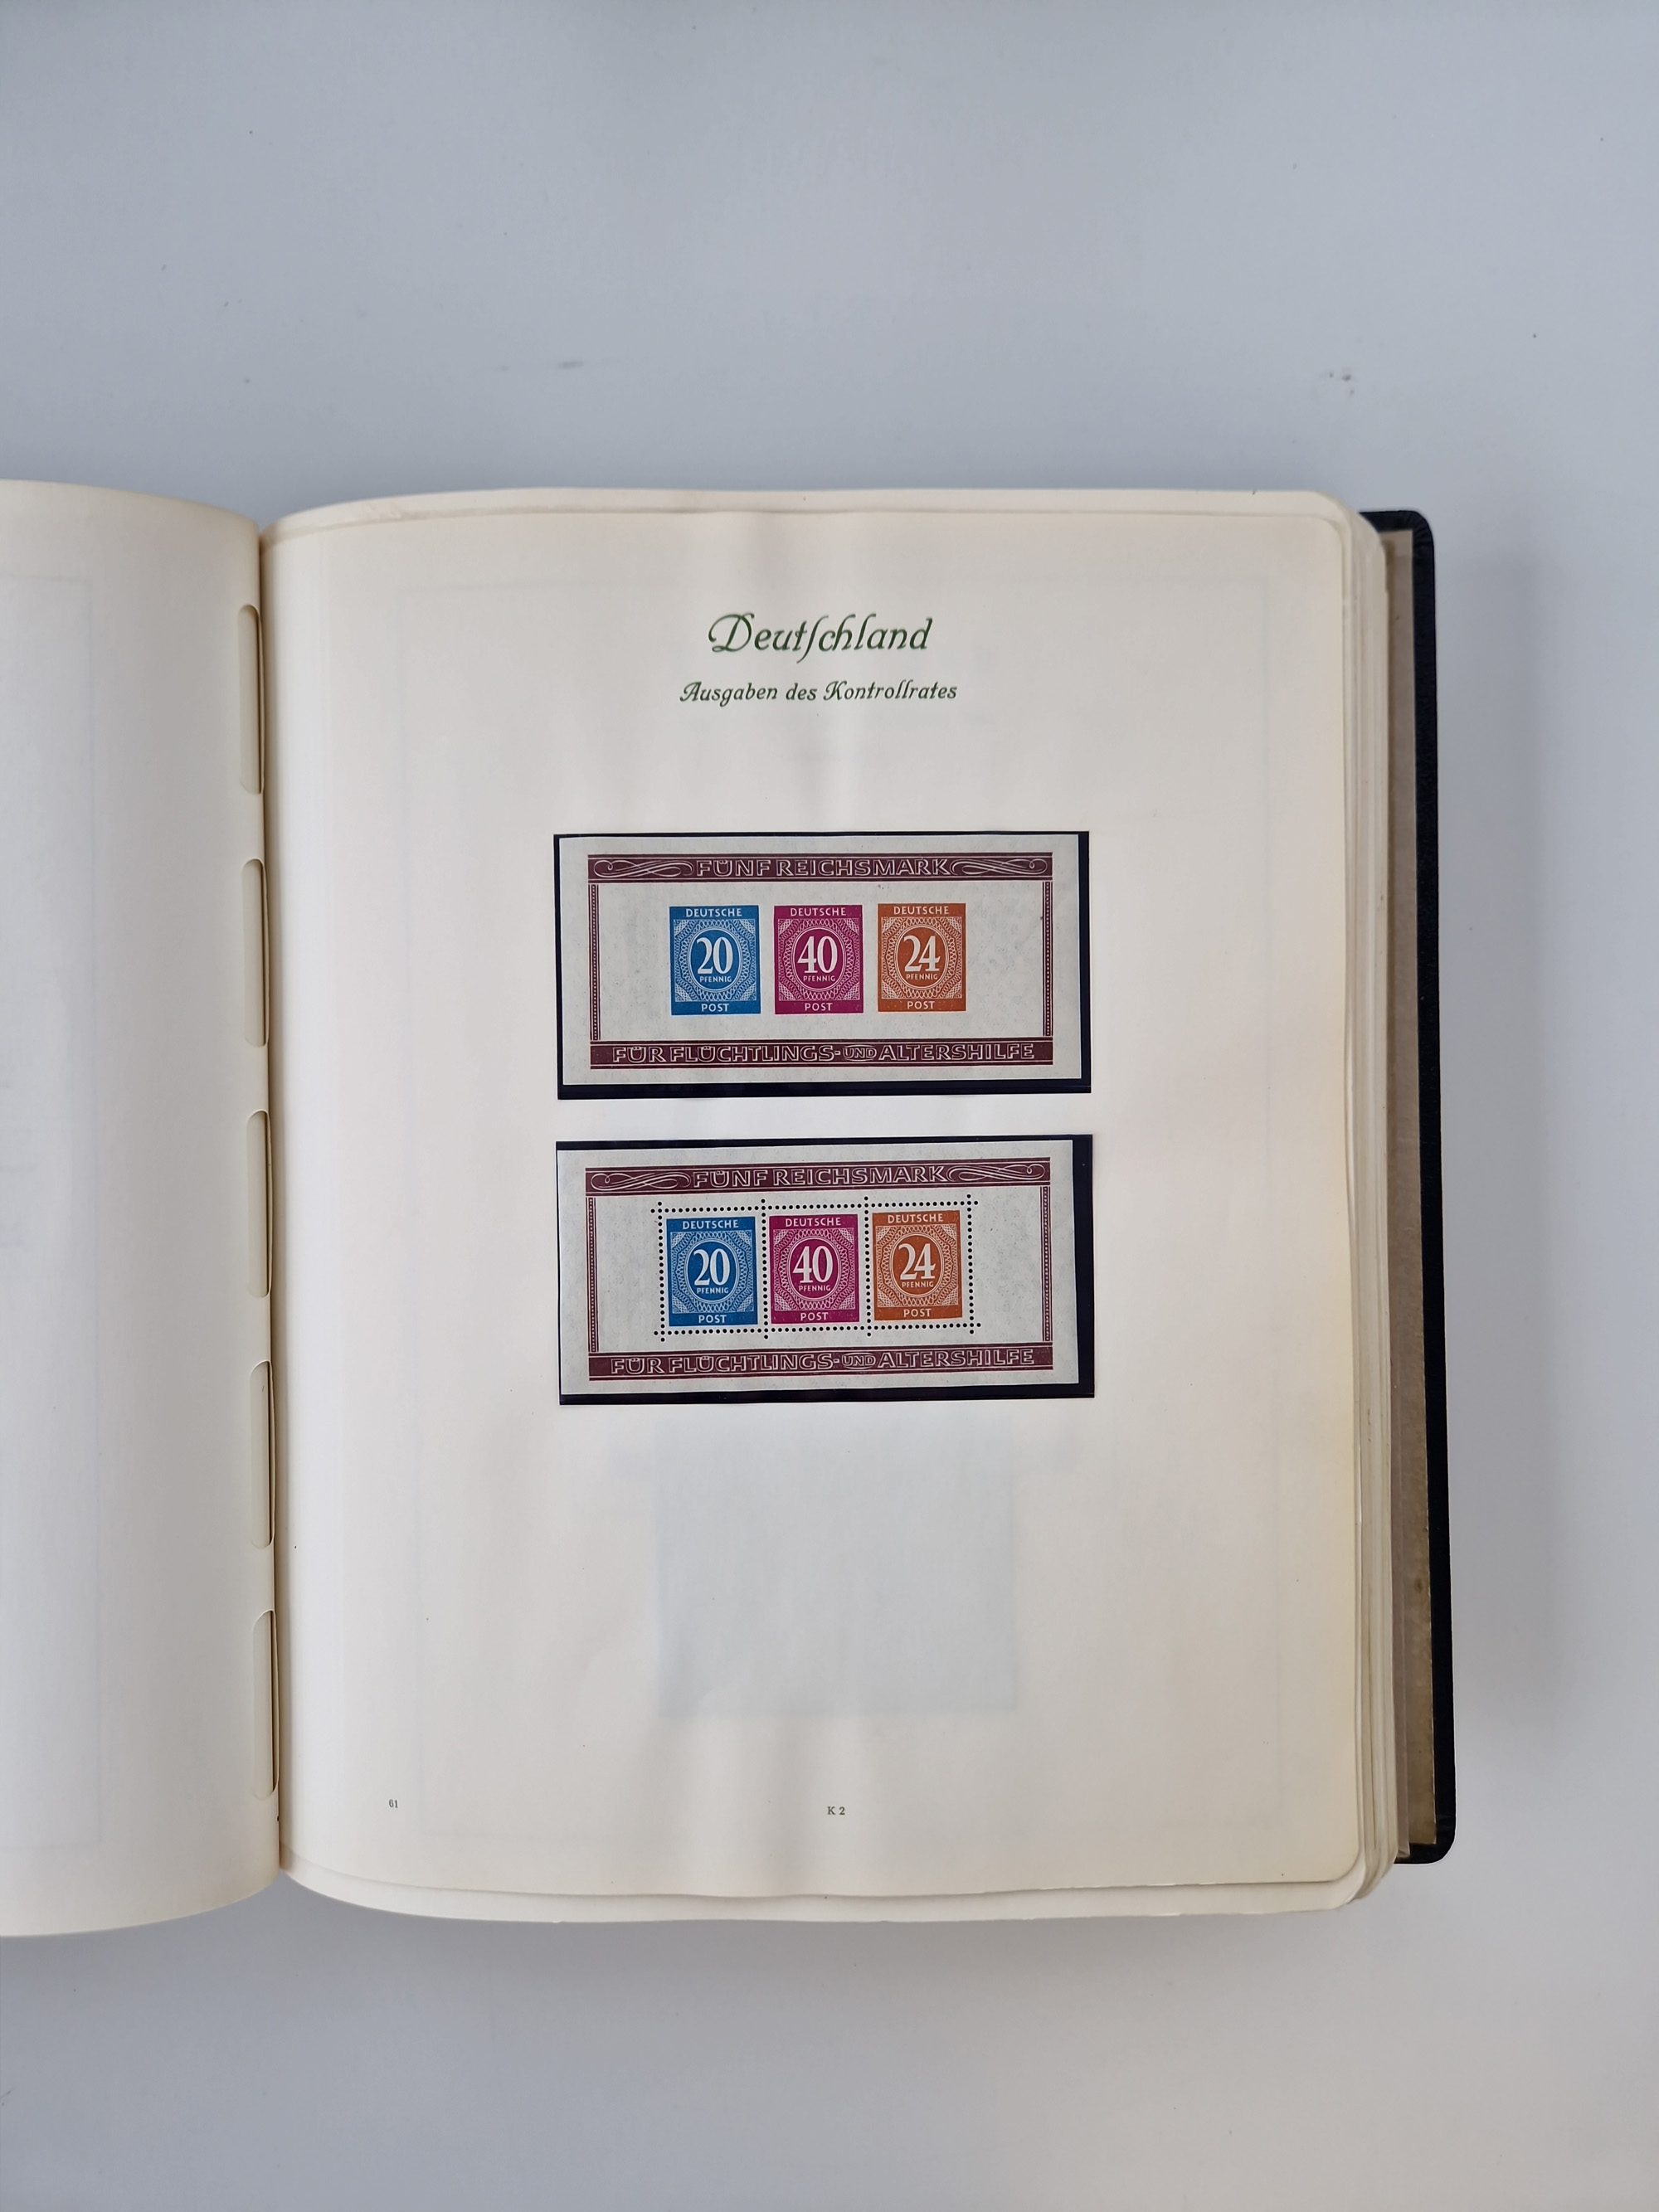 Deutſchland
Ausgaben des Kontrollrates
FÜNF REICHSMARK
DEUTSCHE DEUTSCHE DEUTSCHE
20 40 24
PFENNIG PFENNIG PFENNIG
POST POST POST
FÜR FLÜCHTLINGS- UND ALTERSHILFE
FÜNF REICHSMARK
DEUTSCHE DEUTSCHE DEUTSCHE
20 40 24
PFENNIG PFENNIG PFENNIG
POST POST POST
FÜR FLÜCHTLINGS- UND ALTERSHILFE
61
K 2